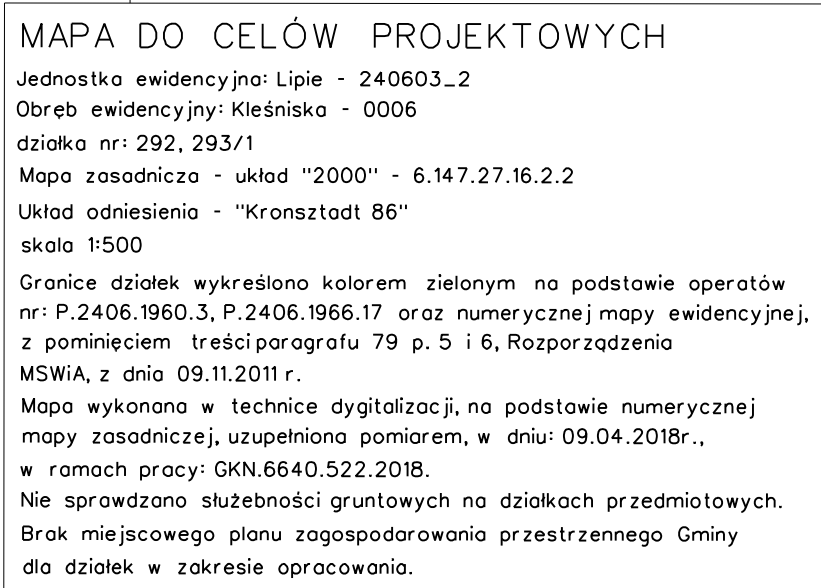 MAPA DO CELÓW PROJEKTOWYCH
Jednostka ewidencyjna: Lipie - 240603_2
Obręb ewidencyjny: Kleśniska - 0006
działka nr: 292, 293/1
Mapa zasadnicza - układ "2000" - 6.147.27.16.2.2
Układ odniesienia - "Kronsztadt 86"
skala 1:500
Granice działek wykreślono kolorem zielonym na podstawie operatów
nr: P.2406.1960.3, P.2406.1966.17 oraz numerycznej mapy ewidencyjnej,
z pominięciem treści paragrafu 79 p. 5 i 6, Rozporządzenia
MSWiA, z dnia 09.11.2011 r.
Mapa wykonana w technice dygitalizacji, na podstawie numerycznej
mapy zasadniczej, uzupełniona pomiarem, w dniu: 09.04.2018r.,
w ramach pracy: GKN.6640.522.2018.
Nie sprawdzano służebności gruntowych na działkach przedmiotowych.
Brak miejscowego planu zagospodarowania przestrzennego Gminy
dla działek w zakresie opracowania.